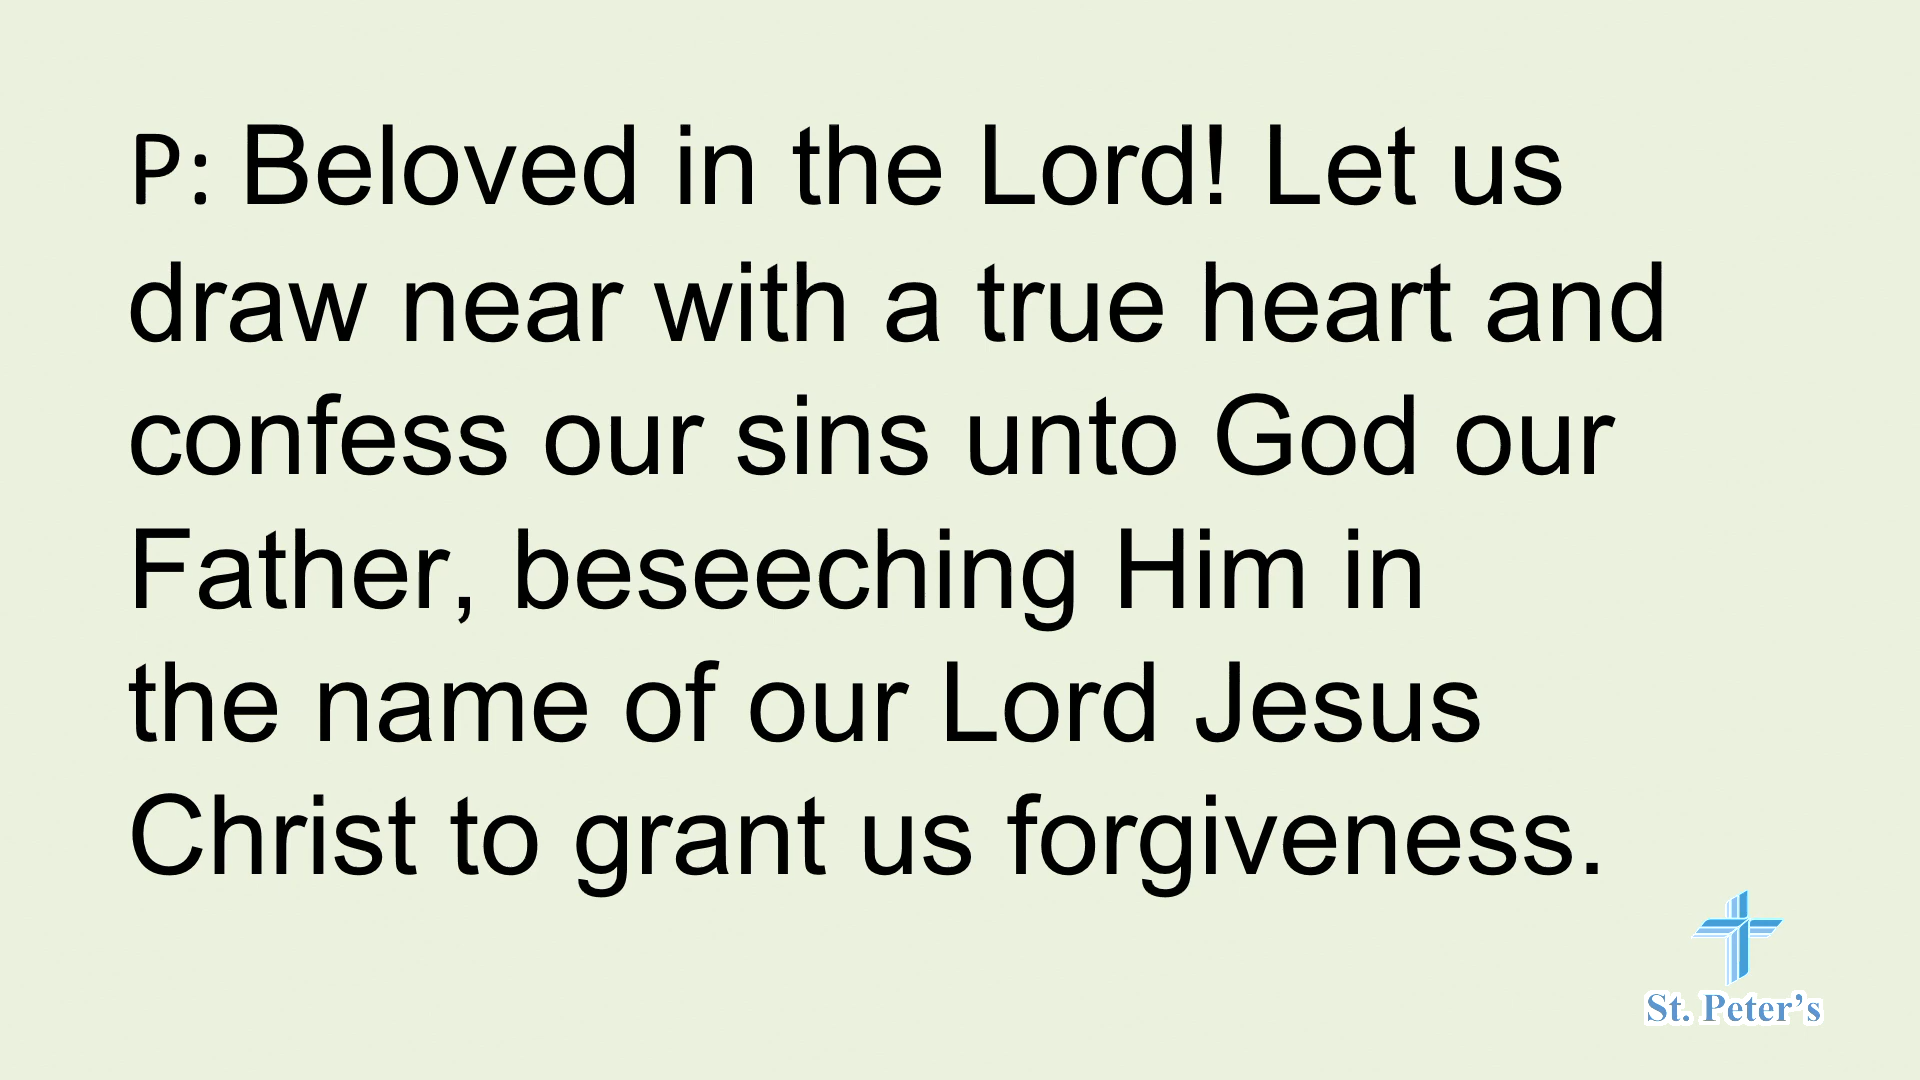 P: Beloved in the Lord! Let us
draw near with a true heart and
confess our sins unto God our
Father, beseeching Him in
the name of our Lord Jesus
Christ to grant us forgiveness.
St. Peter’s